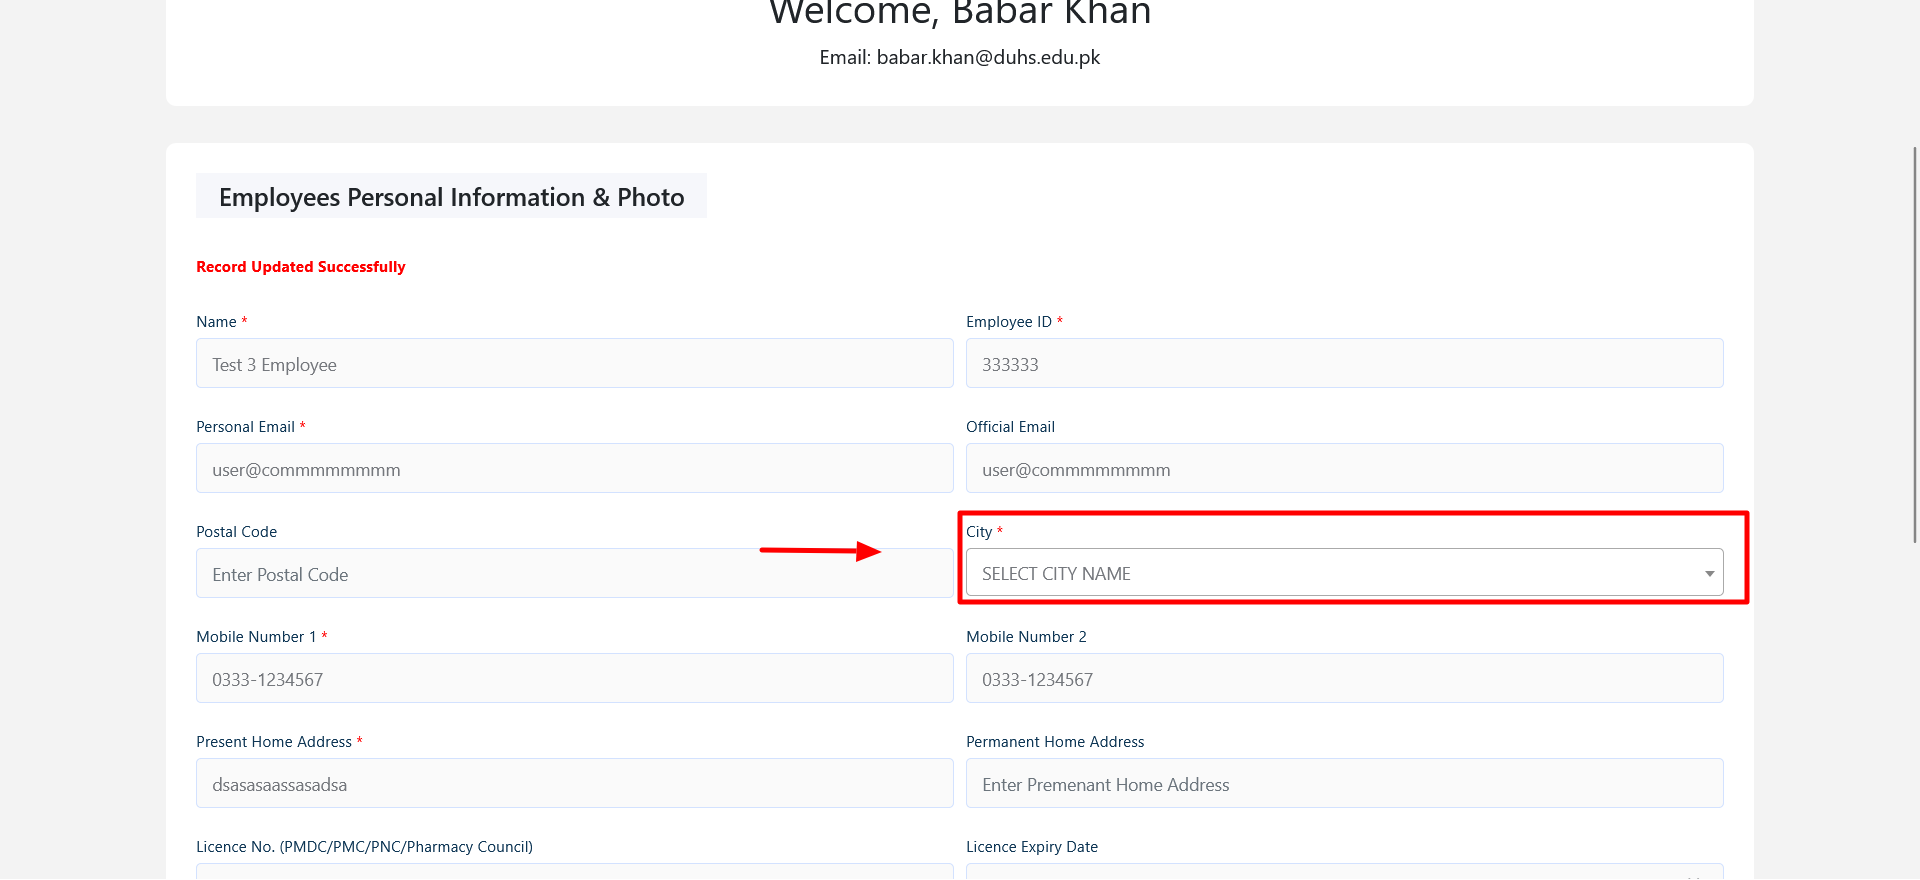 Welcome, Babar Khan
Email: babar.khan@duhs.edu.pk
Employees Personal Information & Photo
Record Updated Successfully
Name *
Employee ID *
Test 3 Employee
333333
Personal Email *
Official Email
user@commmmmmmm
user@commmmmmmm
Postal Code
City *
Enter Postal Code
SELECT CITY NAME
Mobile Number 1 *
Mobile Number 2
0333-1234567
0333-1234567
Present Home Address *
Permanent Home Address
dsasasaassasadsa
Enter Premenant Home Address
Licence No. (PMDC/PMC/PNC/Pharmacy Council)
Licence Expiry Date